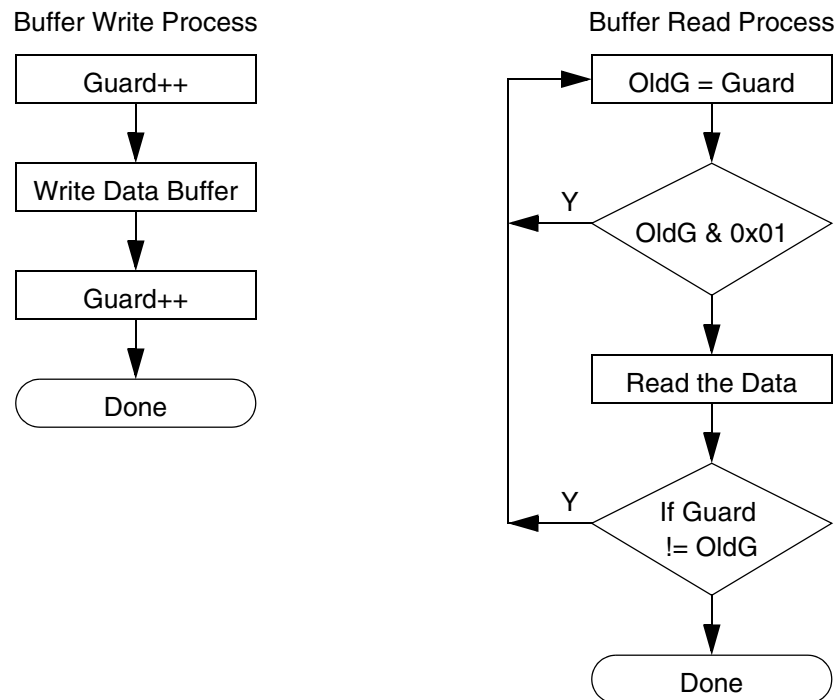 Buffer Write Process
Guard++
Write Data Buffer
Guard++
Done
Buffer Read Process
OldG = Guard
Y
OldG & 0x01
Read the Data
Y
If Guard
!= OldG
Done